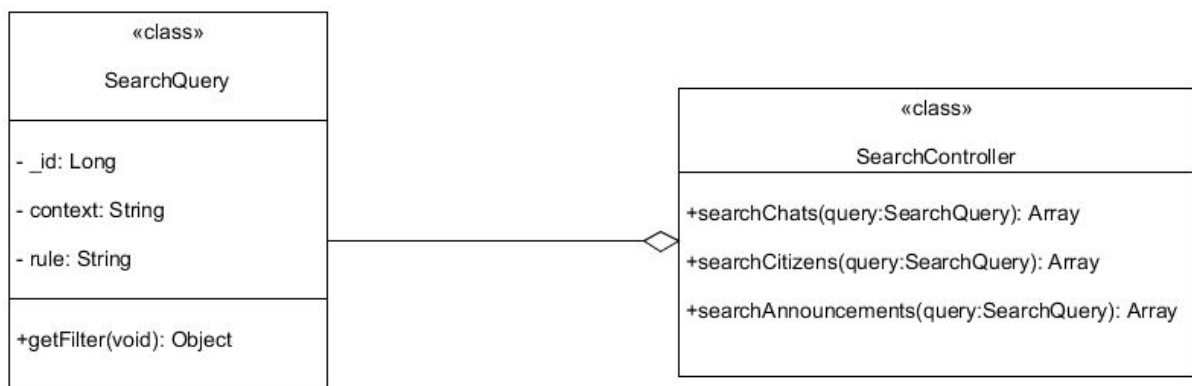 «class»
SearchQuery
- _id: Long
- context: String
- rule: String
+getFilter(void): Object
«class»
SearchController
+searchChats(query:SearchQuery): Array
+searchCitizens(query:SearchQuery): Array
+searchAnnouncements(query:SearchQuery): Array